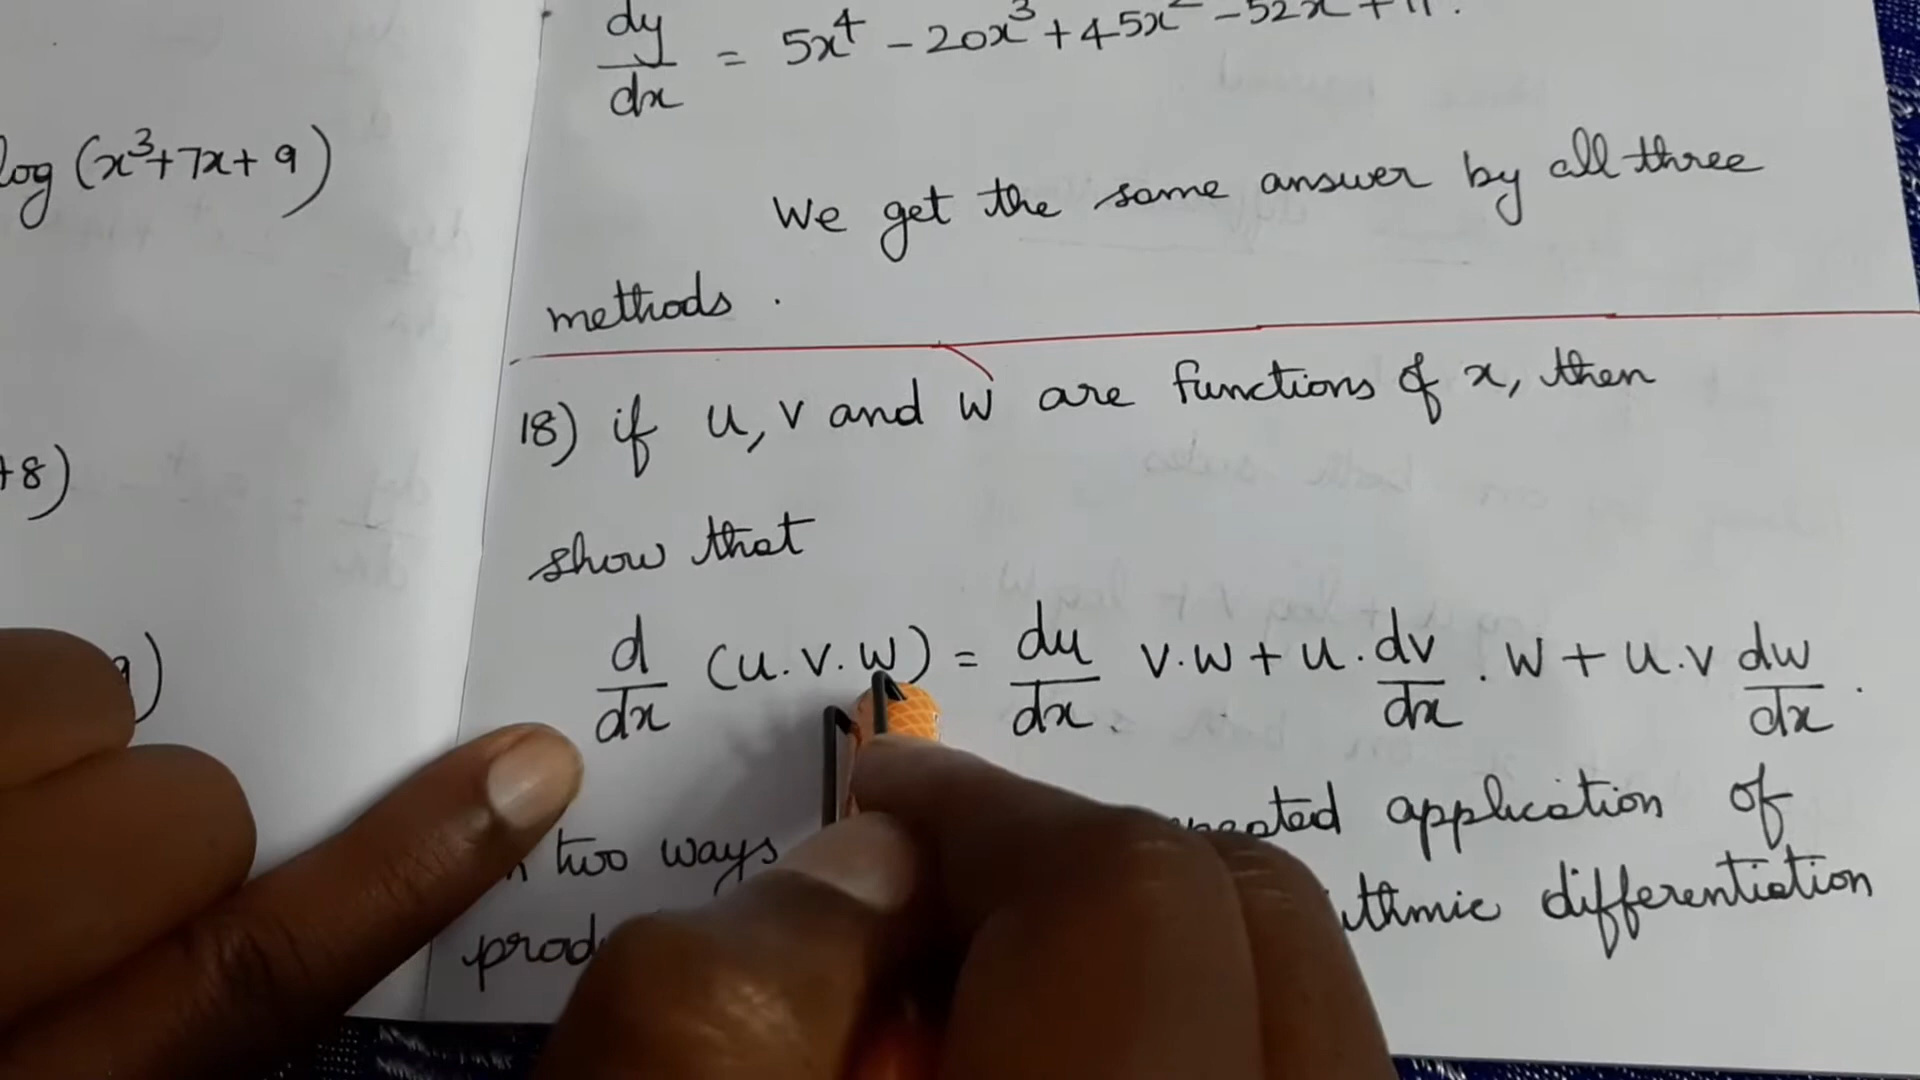 log (x³+7x+9)
+8)
dy/dx = 5x⁴ - 20x³ + 45x² - 52x + 11.
We get the same answer by all three
methods.
18) if u, v and w are functions of x, then
show that
d/dx (u.v.w) = du/dx v.w + u.dv/dx.w + u.v dw/dx.
two ways application of
differentiation